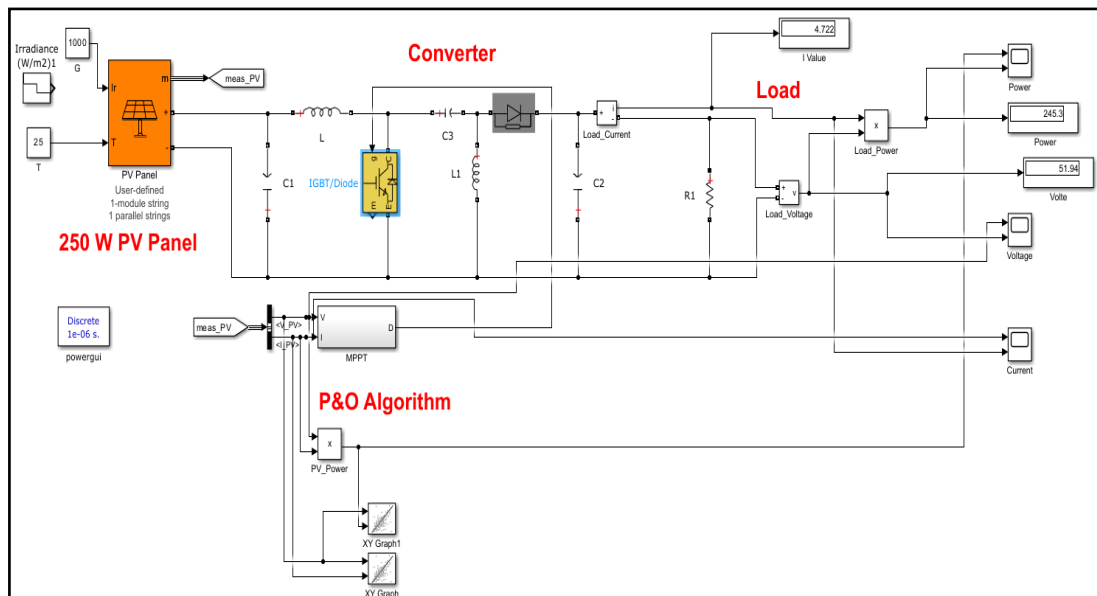 Irradiance
(W/m2)1
1000
G
25
T
Ir
T
m
+
-
PV Panel
User-defined
1-module string
1 parallel strings
250 W PV Panel
meas_PV
Converter
L
C1
IGBT/Diode
g
C
m
E
C3
L1
C2
+
-
i
Load_Current
4.722
I Value
Load
R1
x
Load_Power
+
-
v
Load_Voltage
Power
245.3
Power
51.94
Volte
Voltage
Current
Discrete
1e-06 s.
powergui
meas_PV
<V_PV>
<I_PV>
V
I
D
MPPT
P&O Algorithm
x
PV_Power
XY Graph1
XY Graph